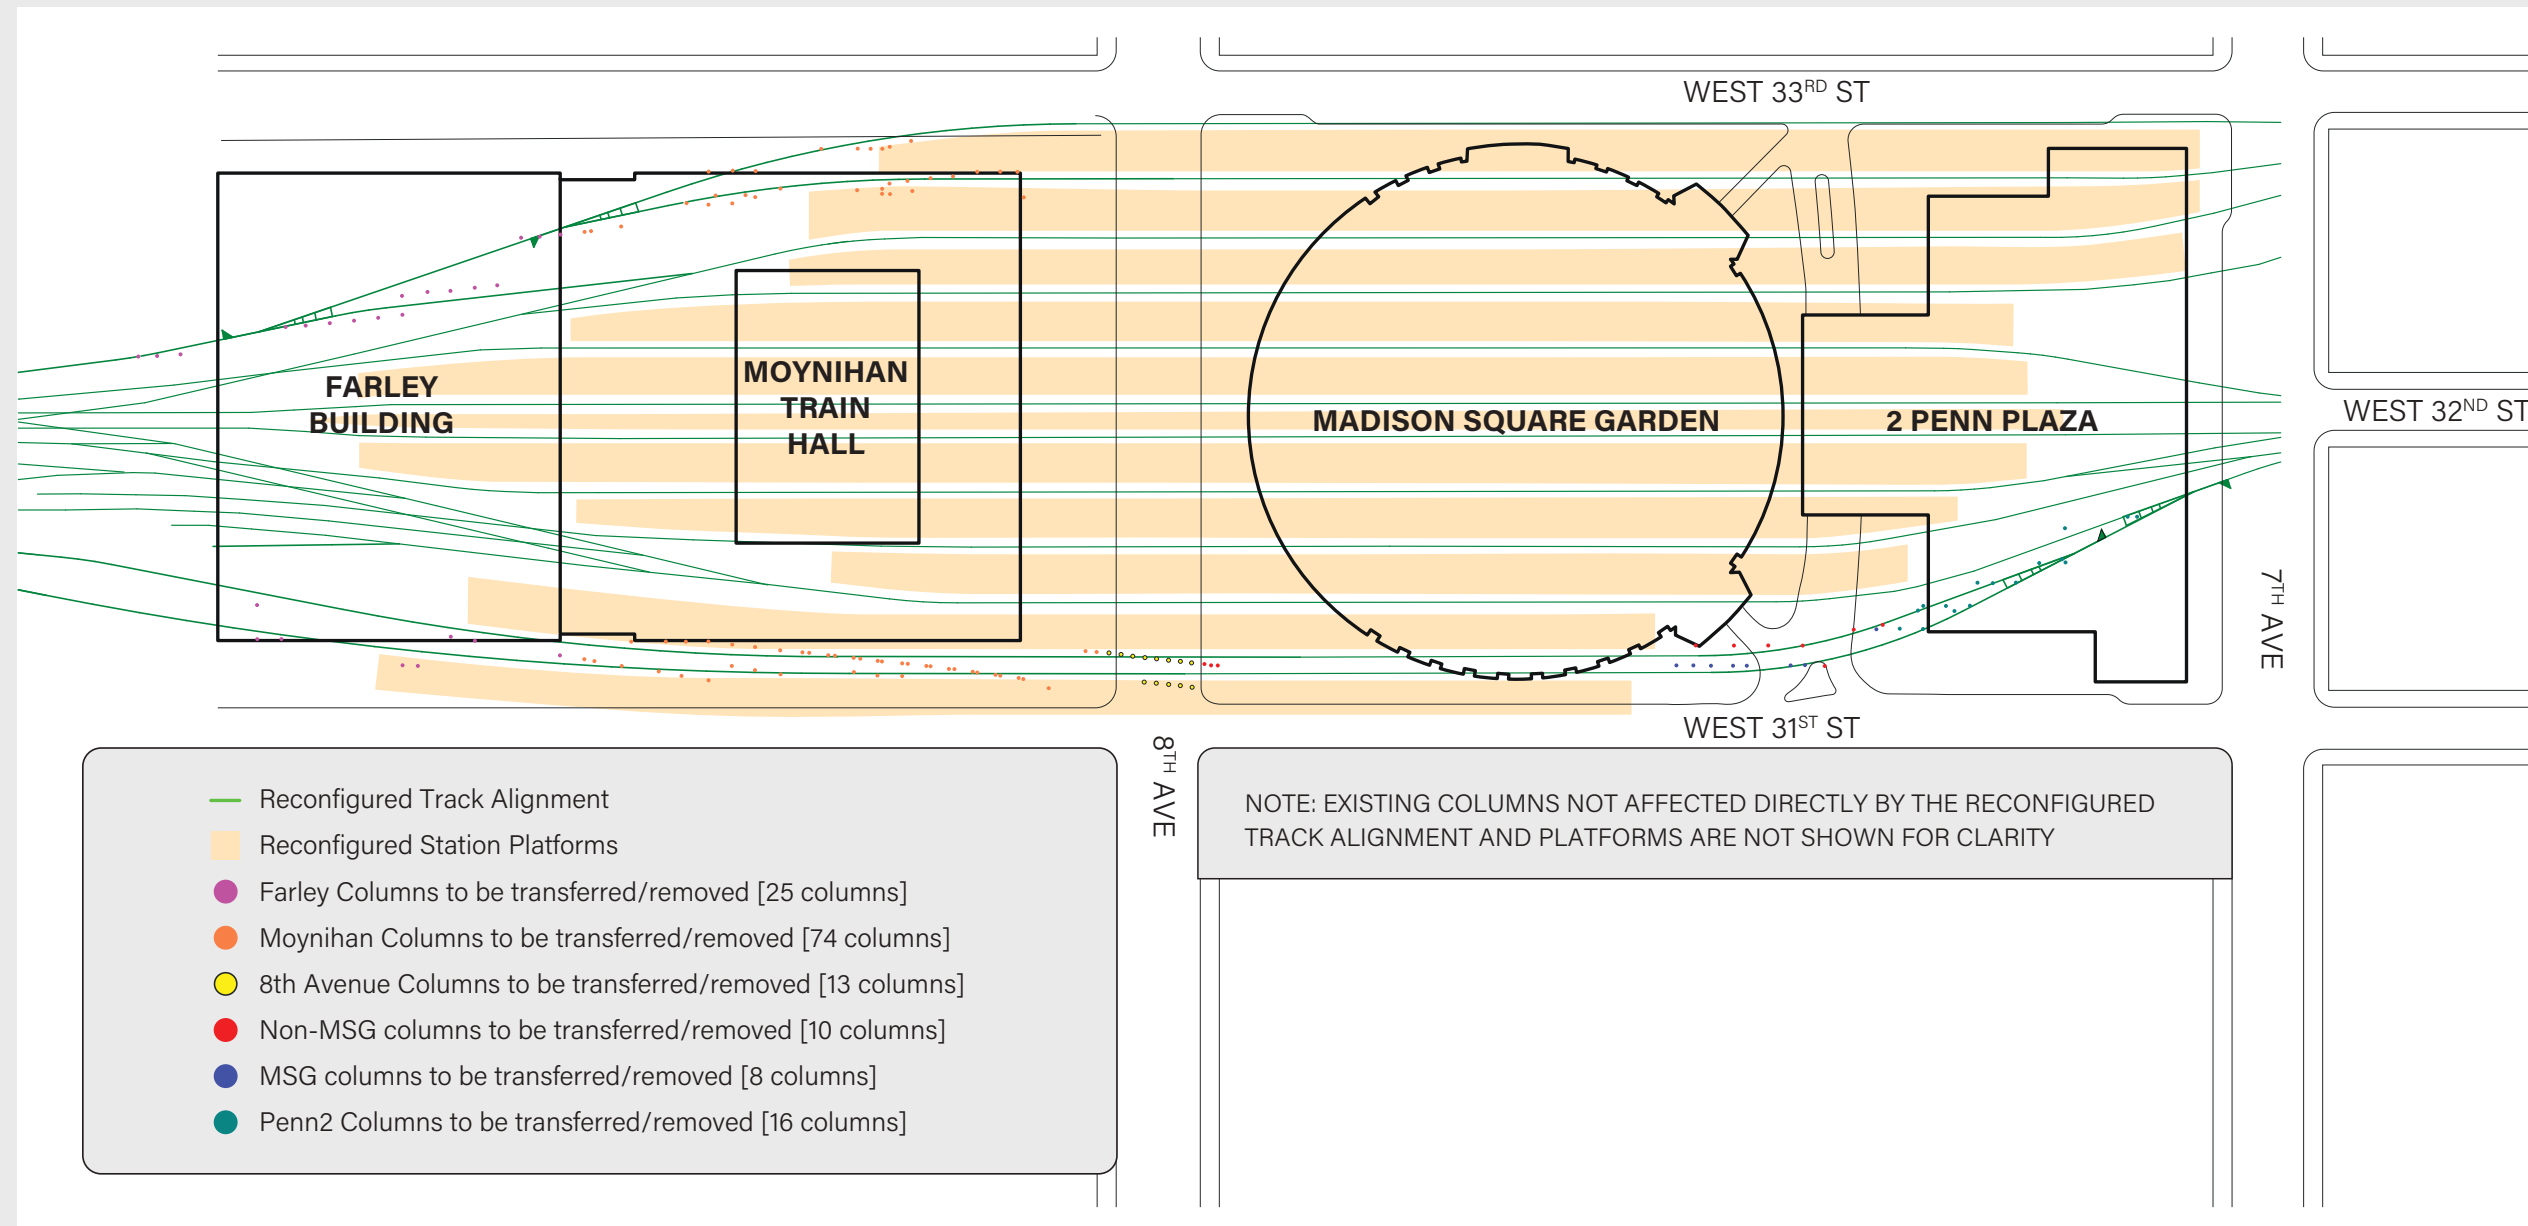 WEST 33RD ST
FARLEY
BUILDING
MOYNIHAN
TRAIN
HALL
MADISON SQUARE GARDEN
2 PENN PLAZA
WEST 32ND ST
7TH AVE
WEST 31ST ST
8TH AVE
Reconfigured Track Alignment
Reconfigured Station Platforms
Farley Columns to be transferred/removed [25 columns]
Moynihan Columns to be transferred/removed [74 columns]
8th Avenue Columns to be transferred/removed [13 columns]
Non-MSG columns to be transferred/removed [10 columns]
MSG columns to be transferred/removed [8 columns]
Penn2 Columns to be transferred/removed [16 columns]
NOTE: EXISTING COLUMNS NOT AFFECTED DIRECTLY BY THE RECONFIGURED
TRACK ALIGNMENT AND PLATFORMS ARE NOT SHOWN FOR CLARITY